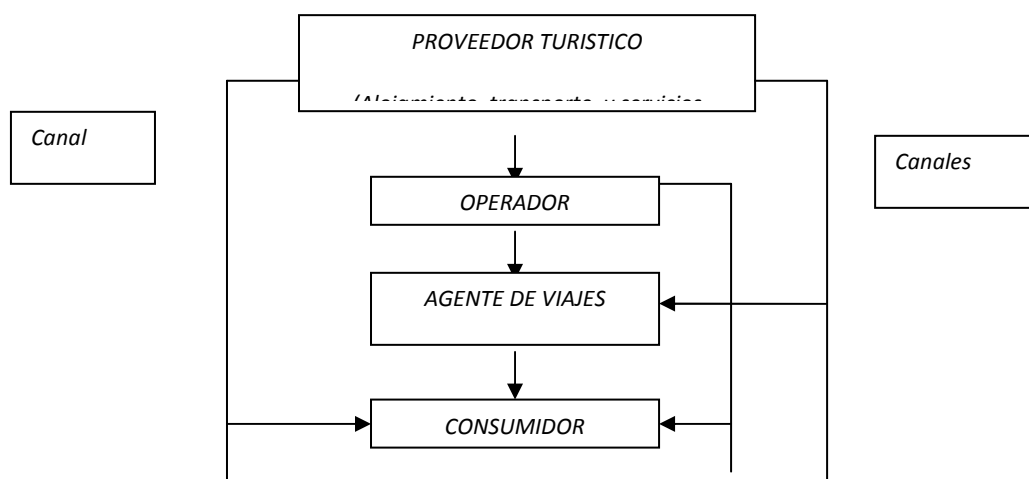 PROVEEDOR TURISTICO
Canal
Canales
OPERADOR
AGENTE DE VIAJES
CONSUMIDOR